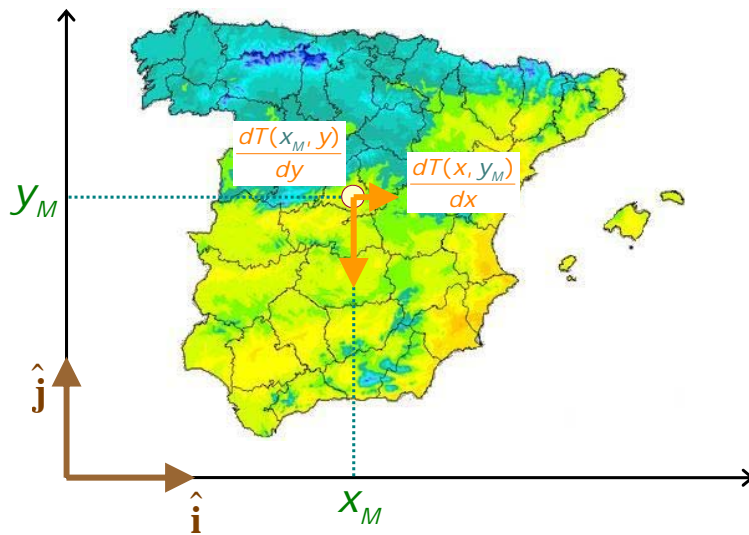 dT(x_M, y)
dy
dT(x, y_M)
dx
y_M
ĵ
î
x_M